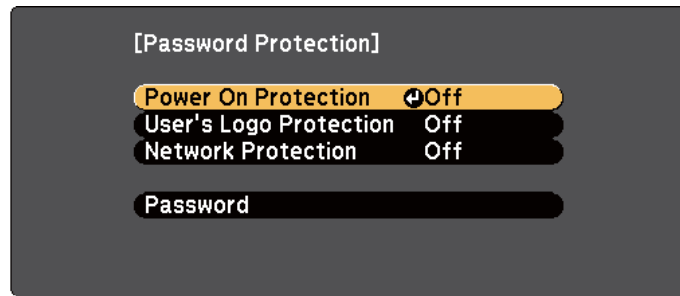 [Password Protection]
Power On Protection Off
User's Logo Protection Off
Network Protection Off
Password